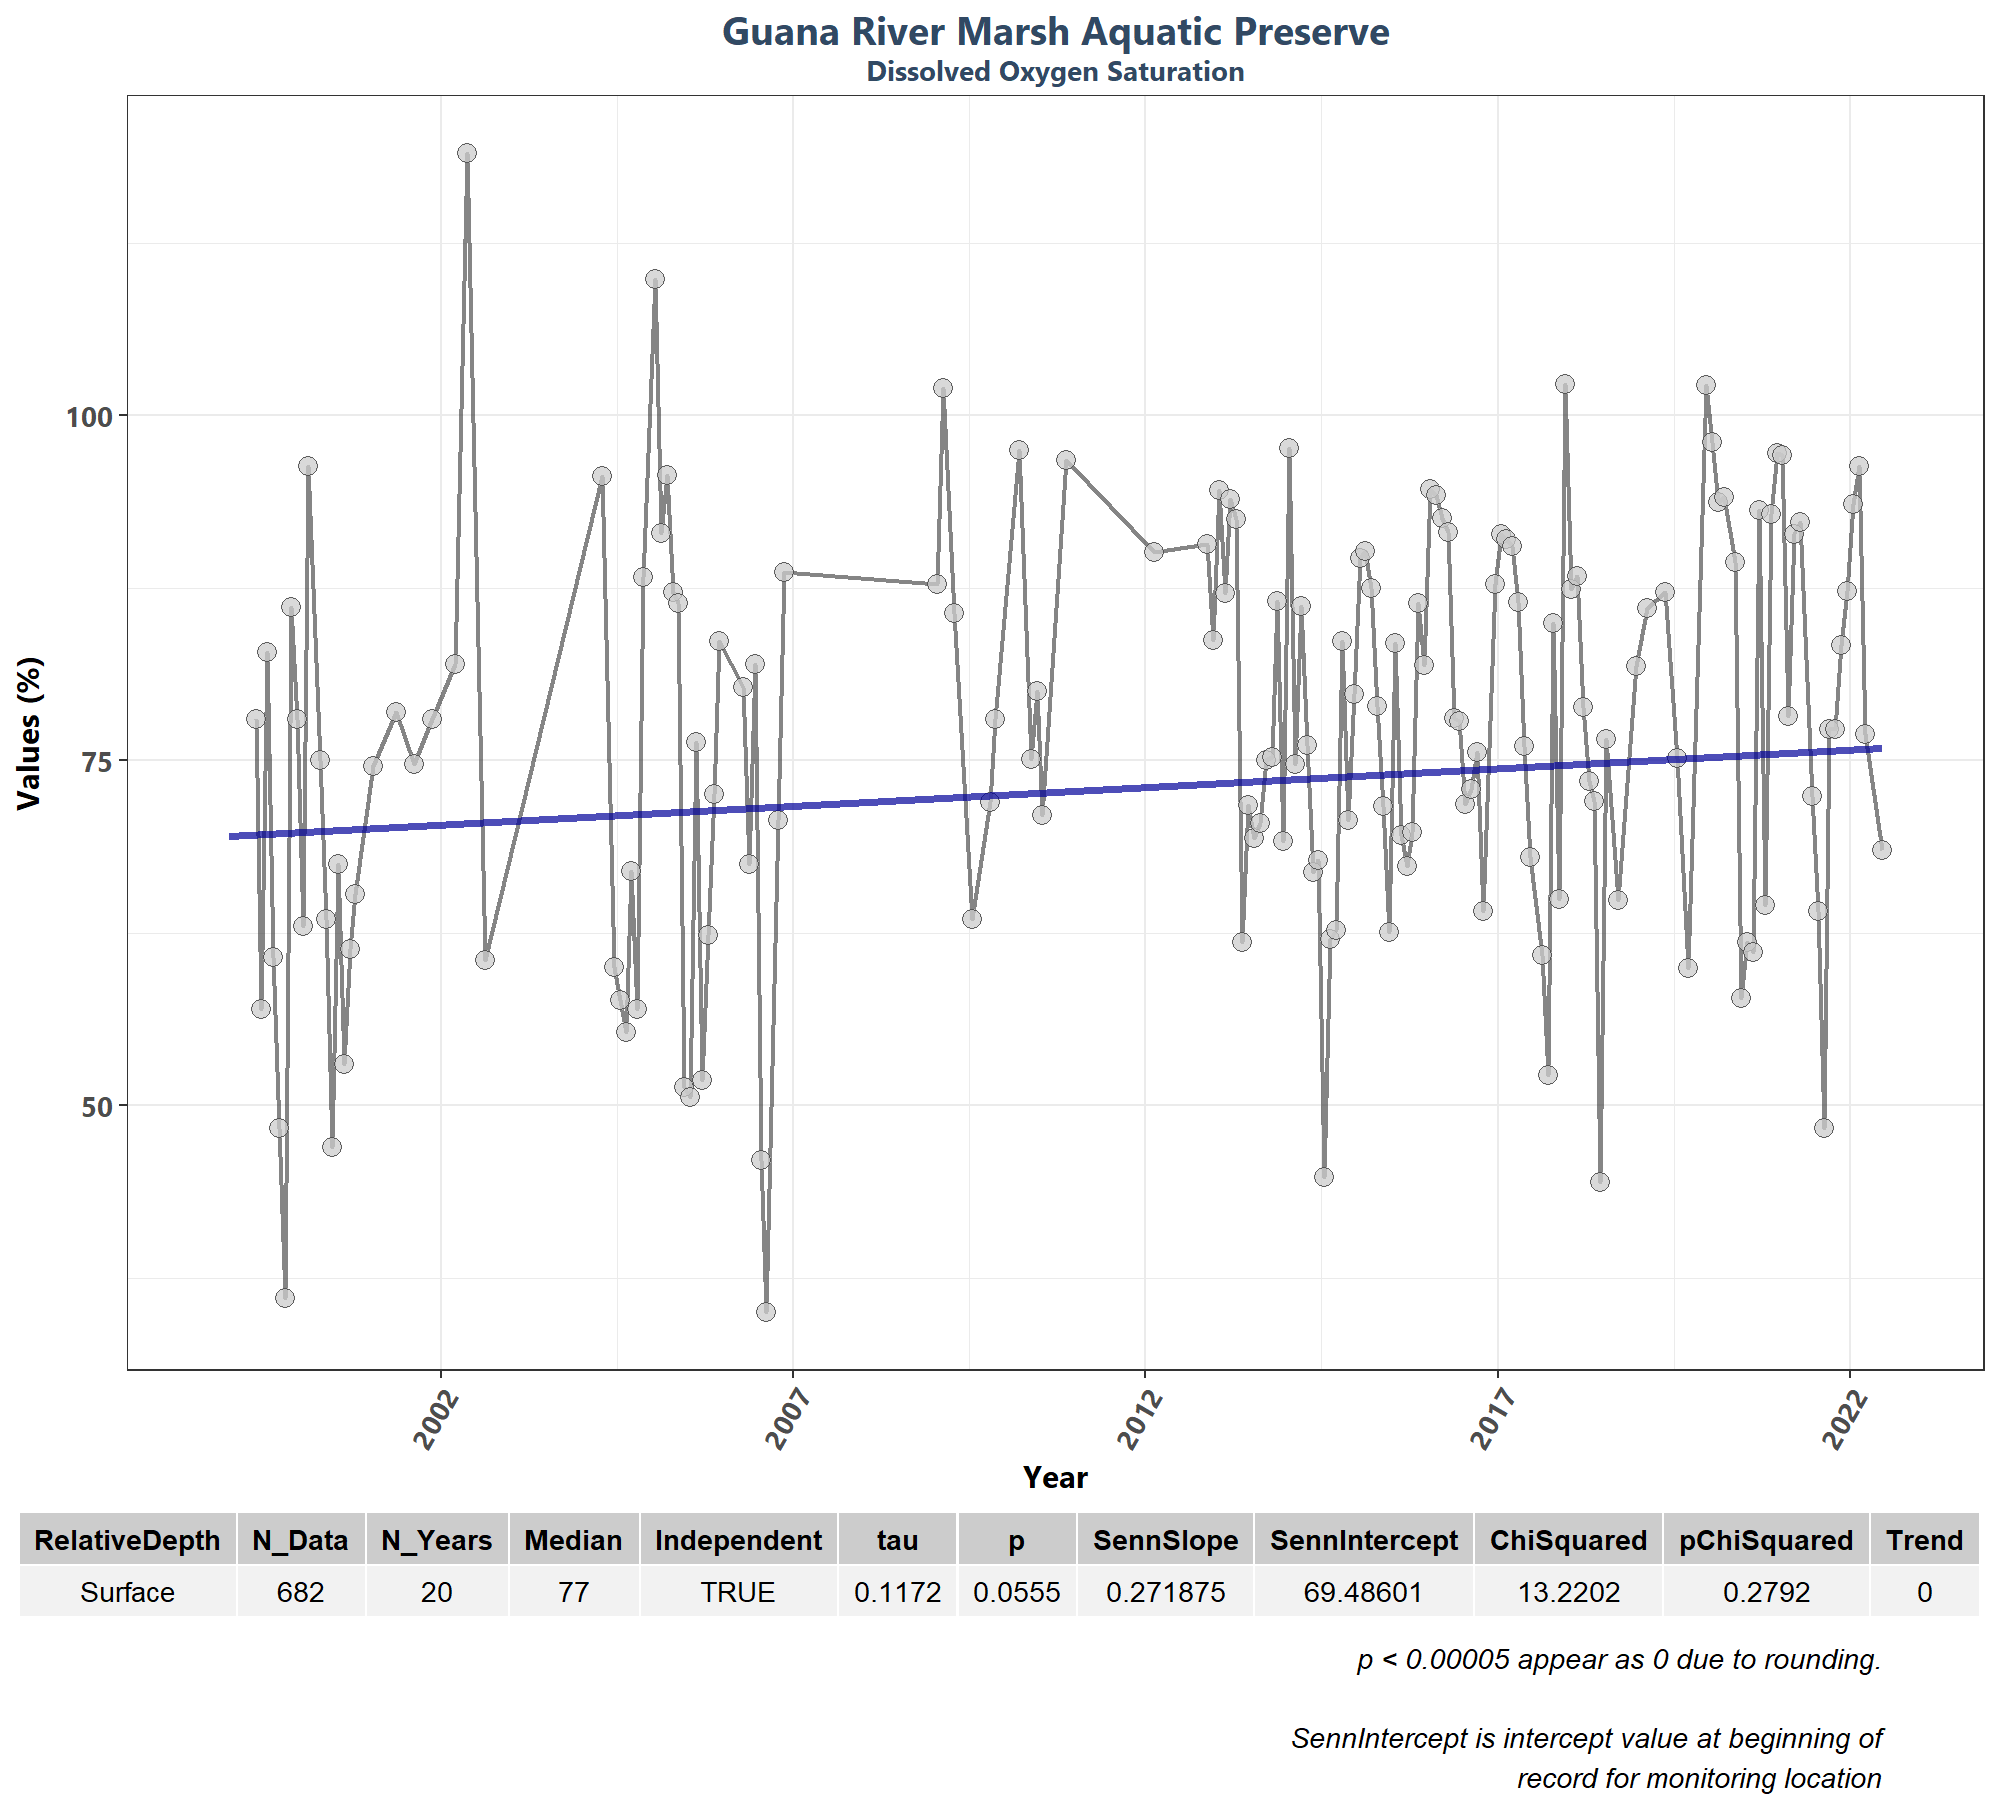 Guana River Marsh Aquatic Preserve
Dissolved Oxygen Saturation
Values (%)
100
75
50
2002
2007
2012
2017
2022
Year
RelativeDepth N_Data N_Years Median Independent tau p SennSlope SennIntercept ChiSquared pChiSquared Trend
Surface 682 20 77 TRUE 0.1172 0.0555 0.271875 69.48601 13.2202 0.2792 0
p < 0.00005 appear as 0 due to rounding.
SennIntercept is intercept value at beginning of
record for monitoring location